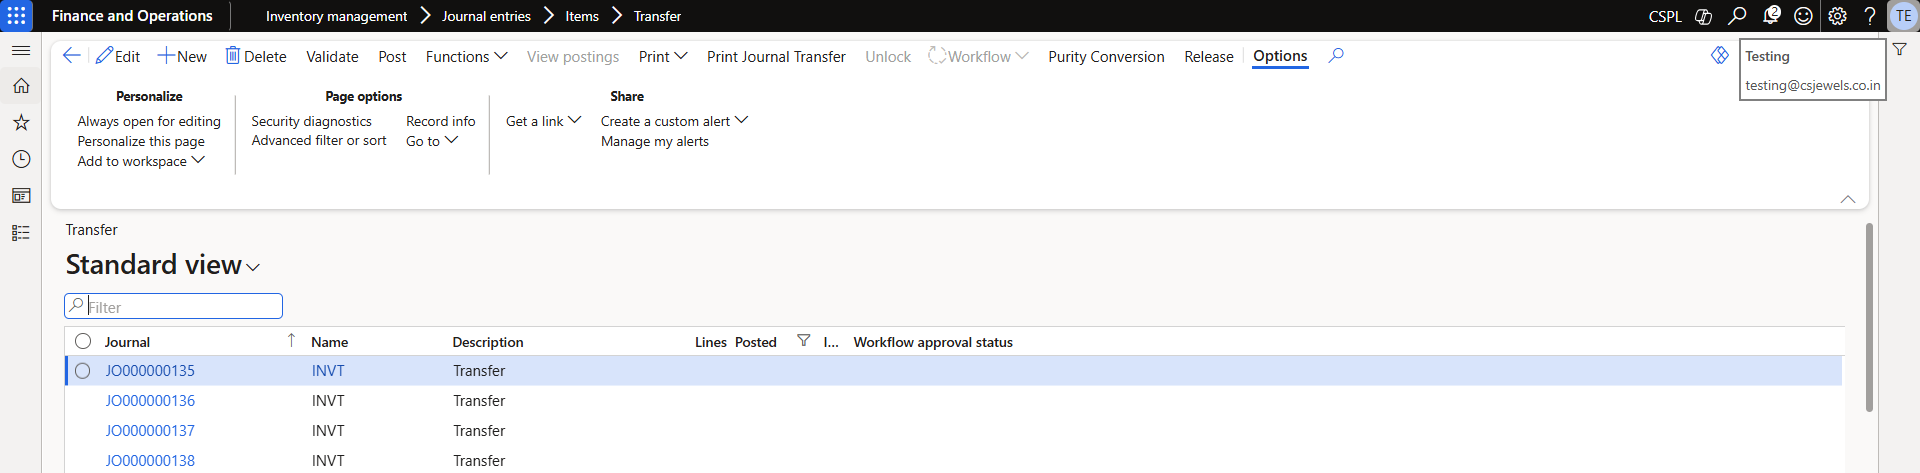 Finance and Operations Inventory management Journal entries Items Transfer CSPL 2 ? TE
Edit New Delete Validate Post Functions View postings Print Print Journal Transfer Unlock Workflow Purity Conversion Release Options
Testing
testing@csjewels.co.in
Personalize
Always open for editing
Personalize this page
Add to workspace
Page options
Security diagnostics Record info
Advanced filter or sort Go to
Share
Get a link Create a custom alert
Manage my alerts
Transfer
Standard view
Filter
Journal Name Description Lines Posted I... Workflow approval status
JO000000135 INVT Transfer
JO000000136 INVT Transfer
JO000000137 INVT Transfer
JO000000138 INVT Transfer